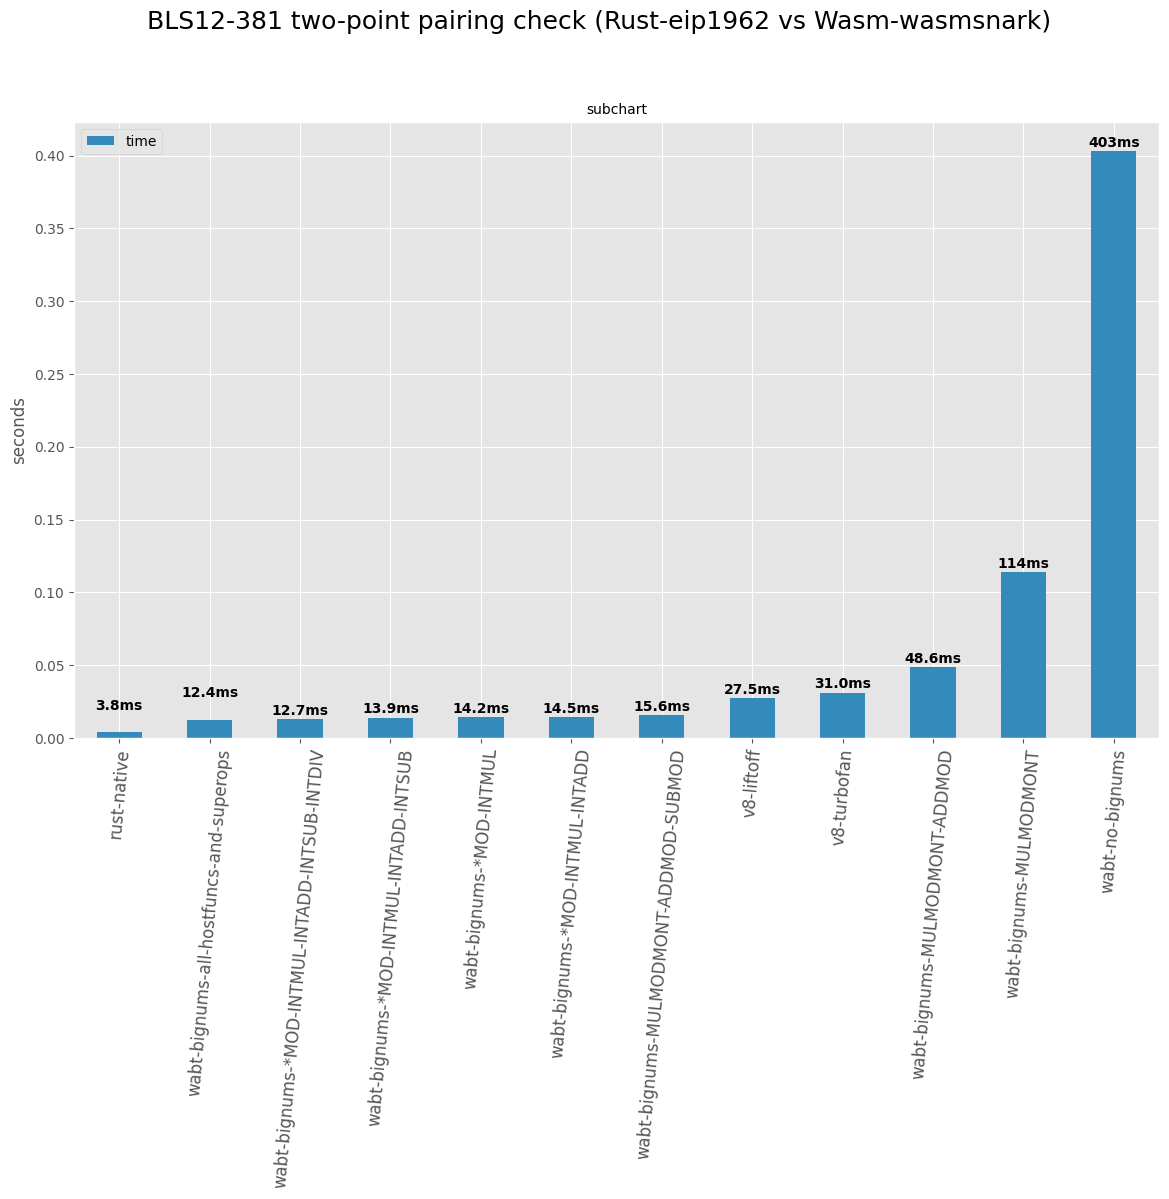 BLS12-381 two-point pairing check (Rust-eip1962 vs Wasm-wasmsnark)
subchart
time
seconds
0.40
0.35
0.30
0.25
0.20
0.15
0.10
0.05
0.00
3.8ms
12.4ms
12.7ms
13.9ms
14.2ms
14.5ms
15.6ms
27.5ms
31.0ms
48.6ms
114ms
403ms
rust-native
wabt-bignums-all-hostfuncs-and-superops
wabt-bignums-*MOD-INTMUL-INTADD-INTSUB-INTDIV
wabt-bignums-*MOD-INTMUL-INTADD-INTSUB
wabt-bignums-*MOD-INTMUL
wabt-bignums-*MOD-INTMUL-INTADD
wabt-bignums-MULMODMONT-ADDMOD-SUBMOD
v8-liftoff
v8-turbofan
wabt-bignums-MULMODMONT-ADDMOD
wabt-bignums-MULMODMONT
wabt-no-bignums